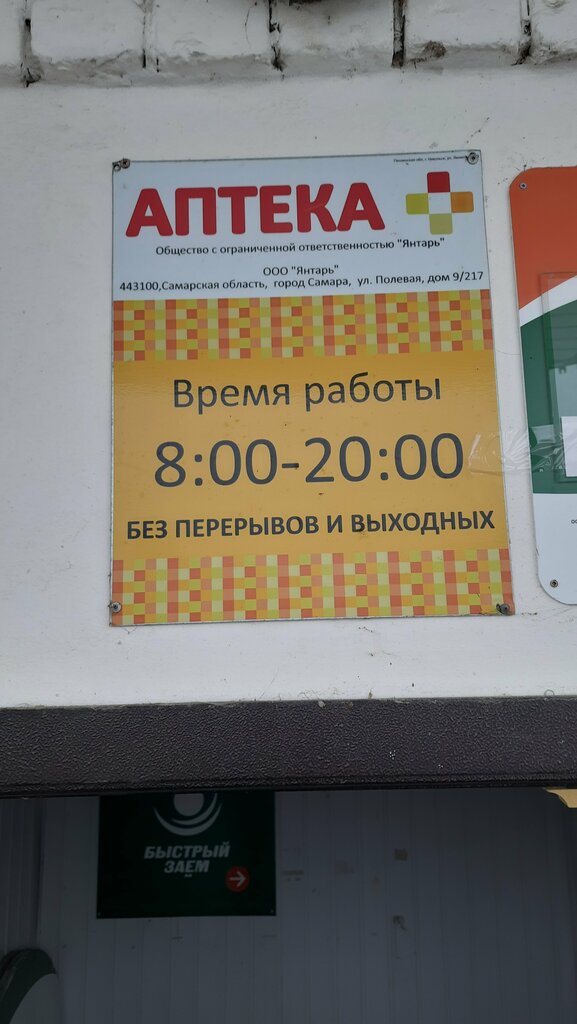 АПТЕКА
Общество с ограниченной ответственностью "Янтарь"
ООО "Янтарь"
443100,Самарская область, город Самара, ул. Полевая, дом 9/217
Время работы
8:00-20:00
БЕЗ ПЕРЕРЫВОВ И ВЫХОДНЫХ
БЫСТРЫЙ
ЗАЕМ